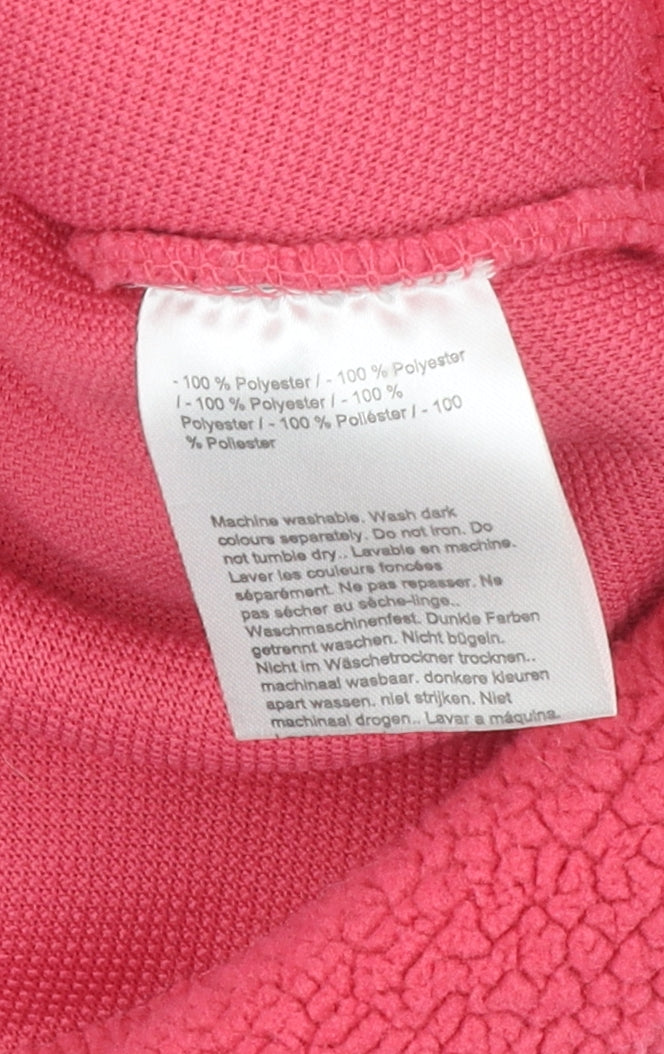 - 100 % Polyester / - 100 % Polyester
/ - 100 % Polyester / - 100 %
Polyester / - 100 % Poliéster / - 100
% Poliester
Machine washable. Wash dark
colours separately. Do not iron. Do
not tumble dry.. Lavable en machine.
Laver les couleurs foncées
séparément. Ne pas repasser. Ne
pas sécher au sèche-linge..
Waschmaschinenfest. Dunkle Farben
getrennt waschen. Nicht bügeln.
Nicht im Wäschetrockner trocknen..
machinaal wasbaar. donkere kleuren
apart wassen. niet strijken. Niet
machinaal drogen.. Lavar a máquina.